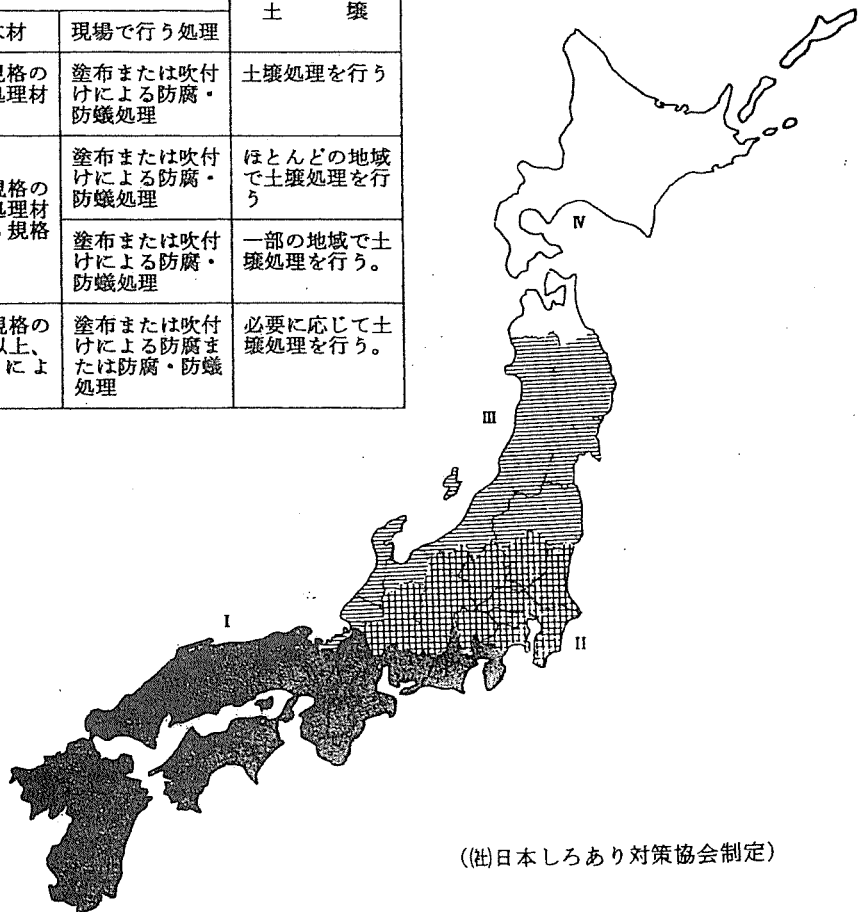 土 壌
木材 現場で行う処理
規格の
処理材
塗布または吹付
けによる防腐・
防蟻処理
土壌処理を行う
規格の
処理材
規格
塗布または吹付
けによる防腐・
防蟻処理
ほとんどの地域
で土壌処理を行
う
塗布または吹付
けによる防腐・
防蟻処理
一部の地域で土
壌処理を行う。
規格の
以上、
によ
塗布または吹付
けによる防腐ま
たは防腐・防蟻
処理
必要に応じて土
壌処理を行う。
Ⅳ
Ⅲ
Ⅰ
Ⅱ
((社)日本しろあり対策協会制定)